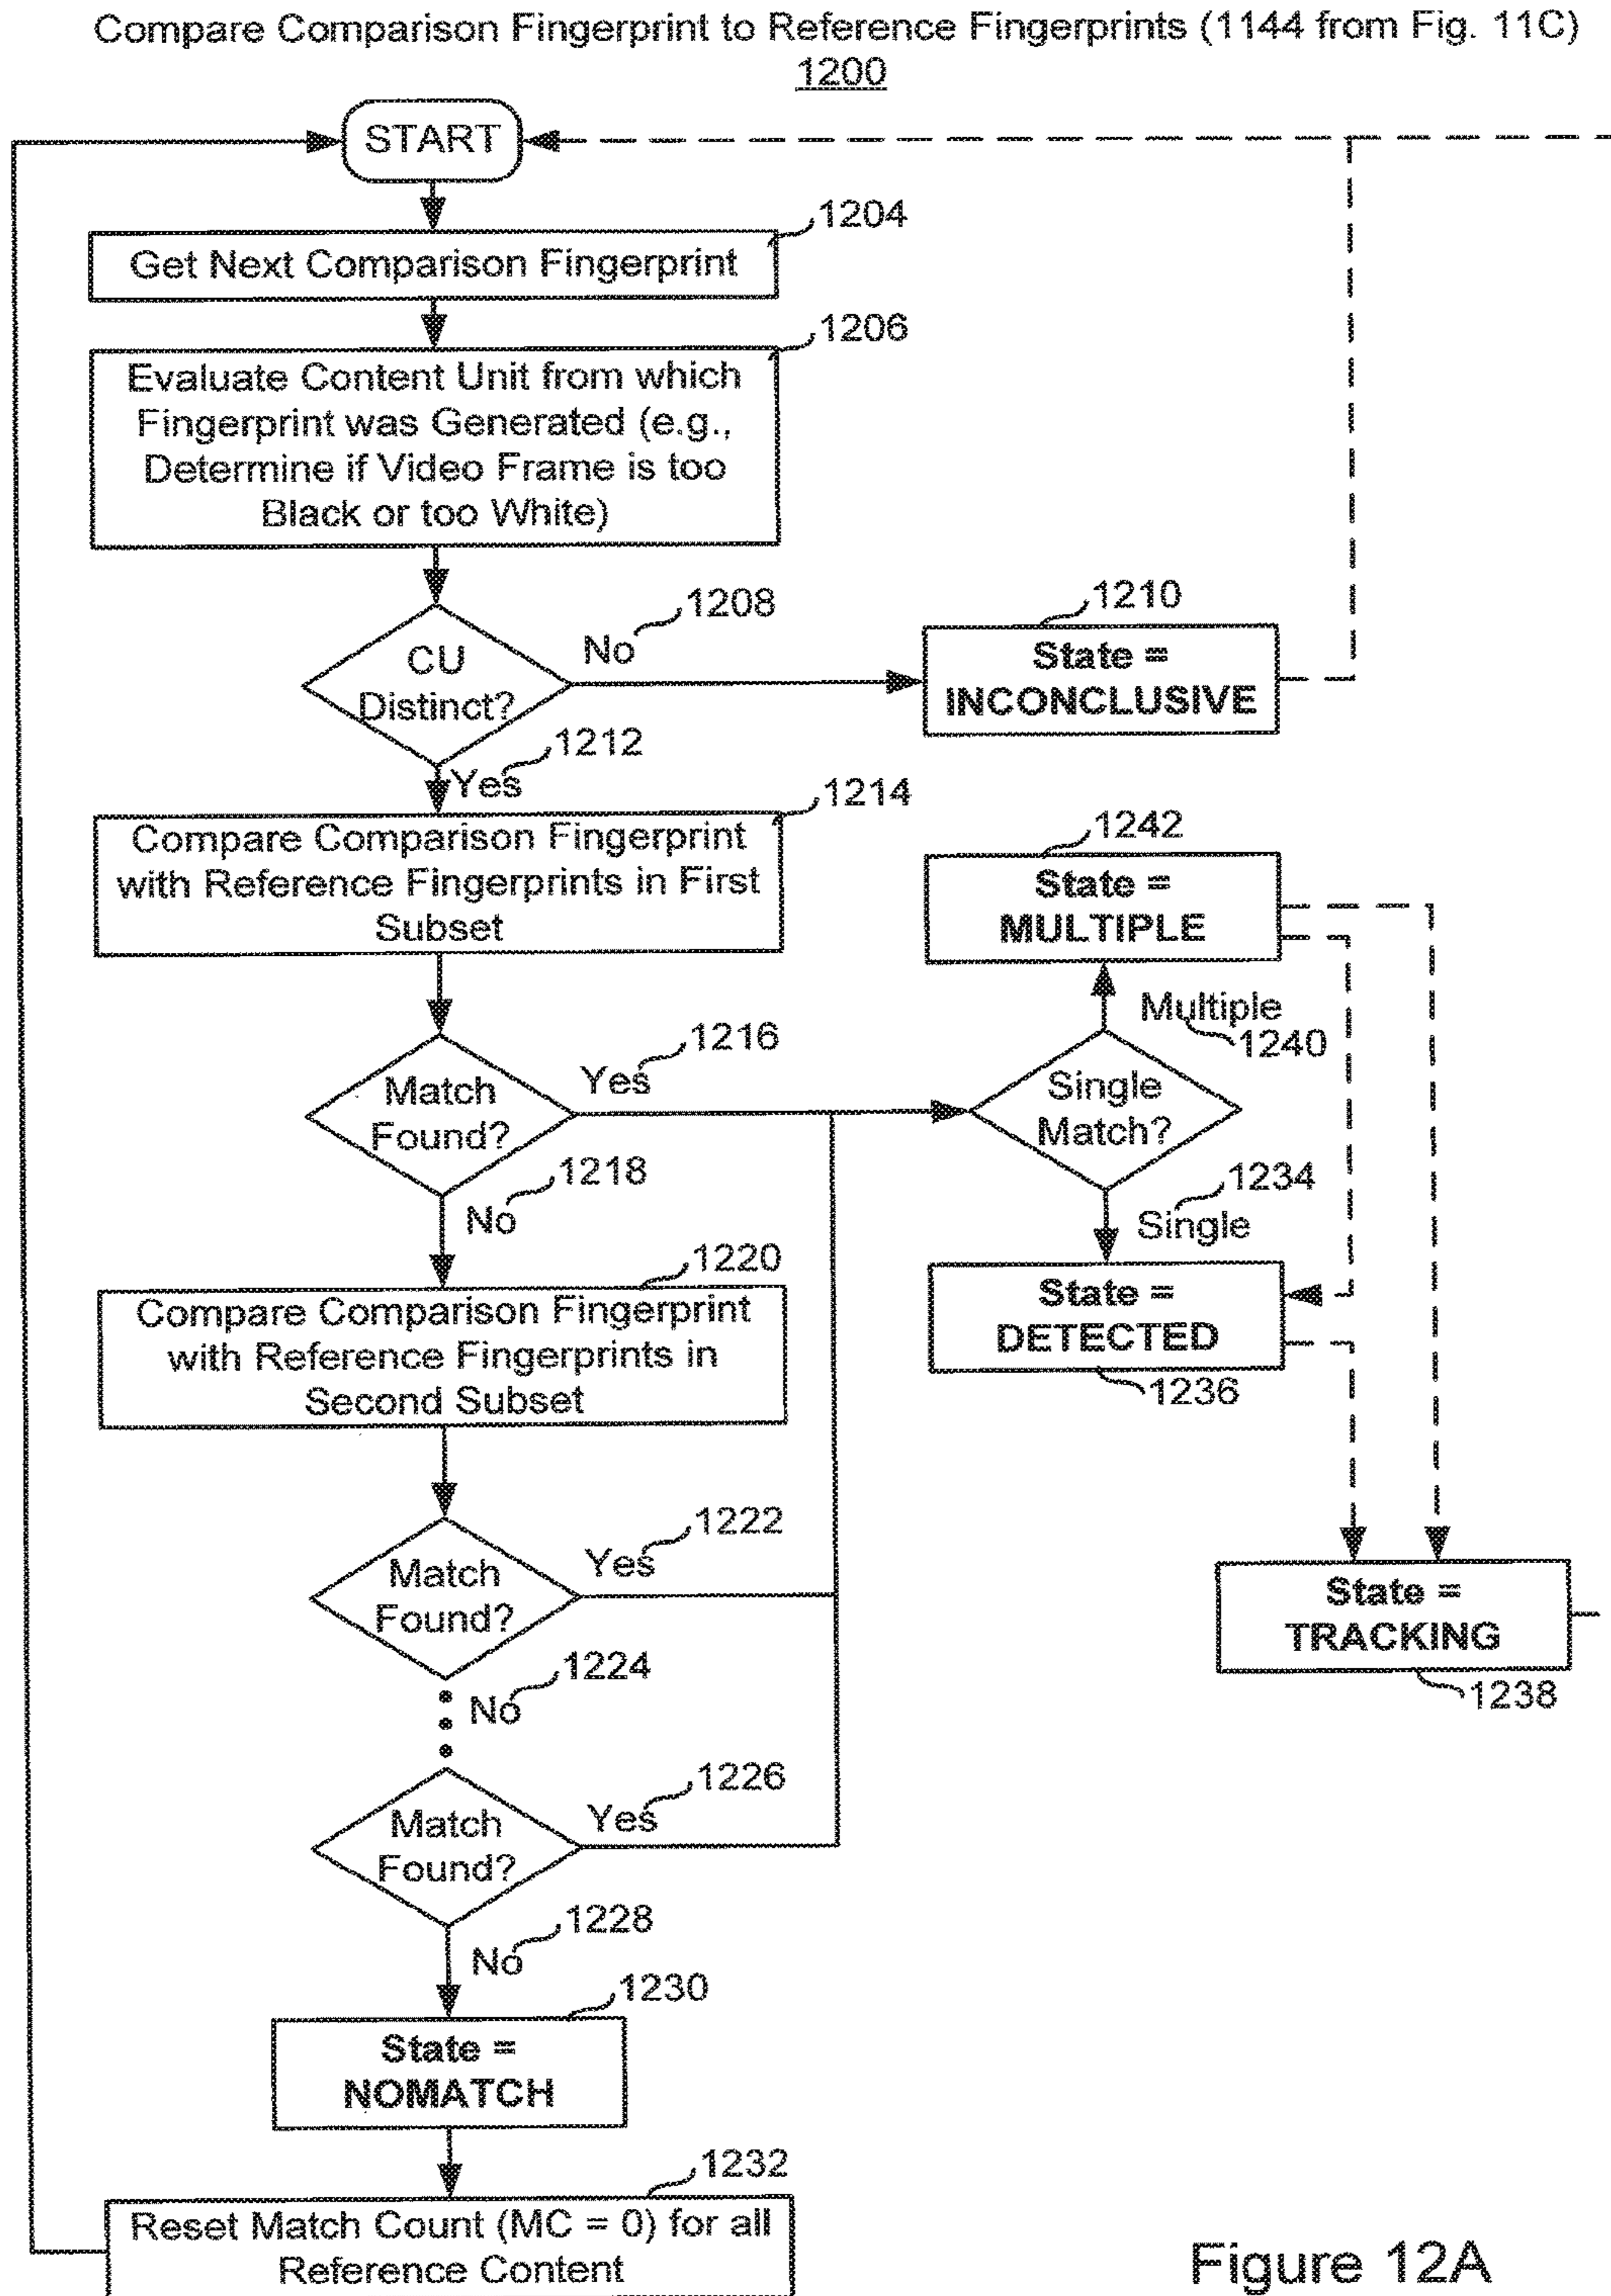 Compare Comparison Fingerprint to Reference Fingerprints (1144 from Fig. 11C)
1200
START
1204
Get Next Comparison Fingerprint
1206
Evaluate Content Unit from which
Fingerprint was Generated (e.g.,
Determine if Video Frame is too
Black or too White)
1208
No
CU
Distinct?
1210
State =
INCONCLUSIVE
1212
Yes
1214
Compare Comparison Fingerprint
with Reference Fingerprints in First
Subset
1242
State =
MULTIPLE
Multiple
1240
1216
Yes
Match
Found?
Single
Match?
1218
No
1234
Single
1220
Compare Comparison Fingerprint
with Reference Fingerprints in
Second Subset
State =
DETECTED
1236
1222
Yes
Match
Found?
1224
No
State =
TRACKING
1238
1226
Yes
Match
Found?
1228
No
1230
State =
NOMATCH
1232
Reset Match Count (MC = 0) for all
Reference Content
Figure 12A